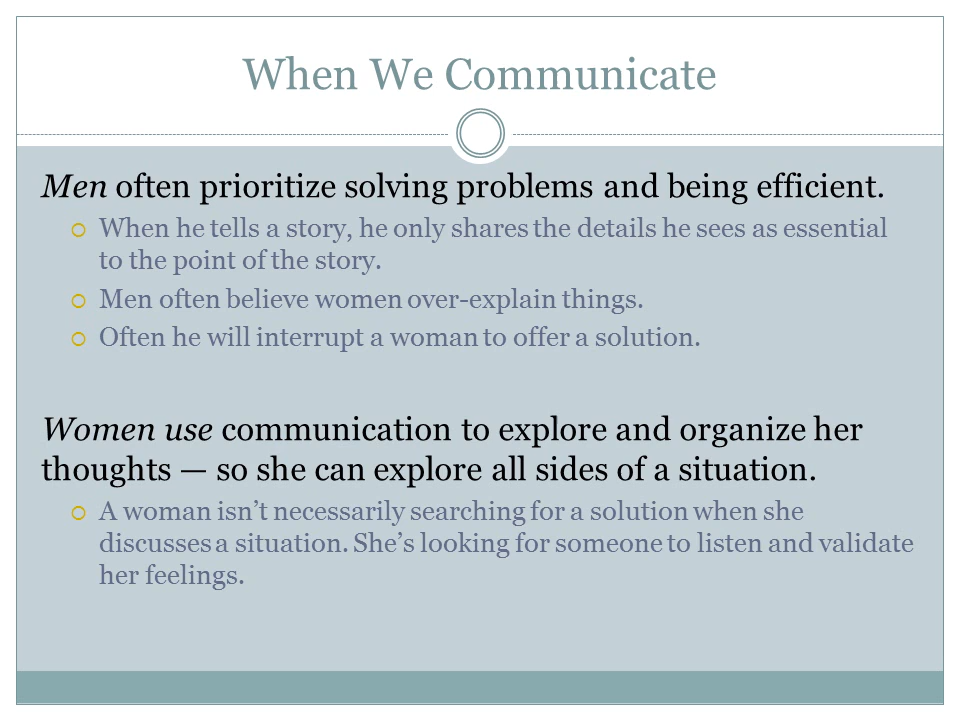 When We Communicate
Men often prioritize solving problems and being efficient.
When he tells a story, he only shares the details he sees as essential
to the point of the story.
Men often believe women over-explain things.
Often he will interrupt a woman to offer a solution.
Women use communication to explore and organize her
thoughts — so she can explore all sides of a situation.
A woman isn’t necessarily searching for a solution when she
discusses a situation. She’s looking for someone to listen and validate
her feelings.